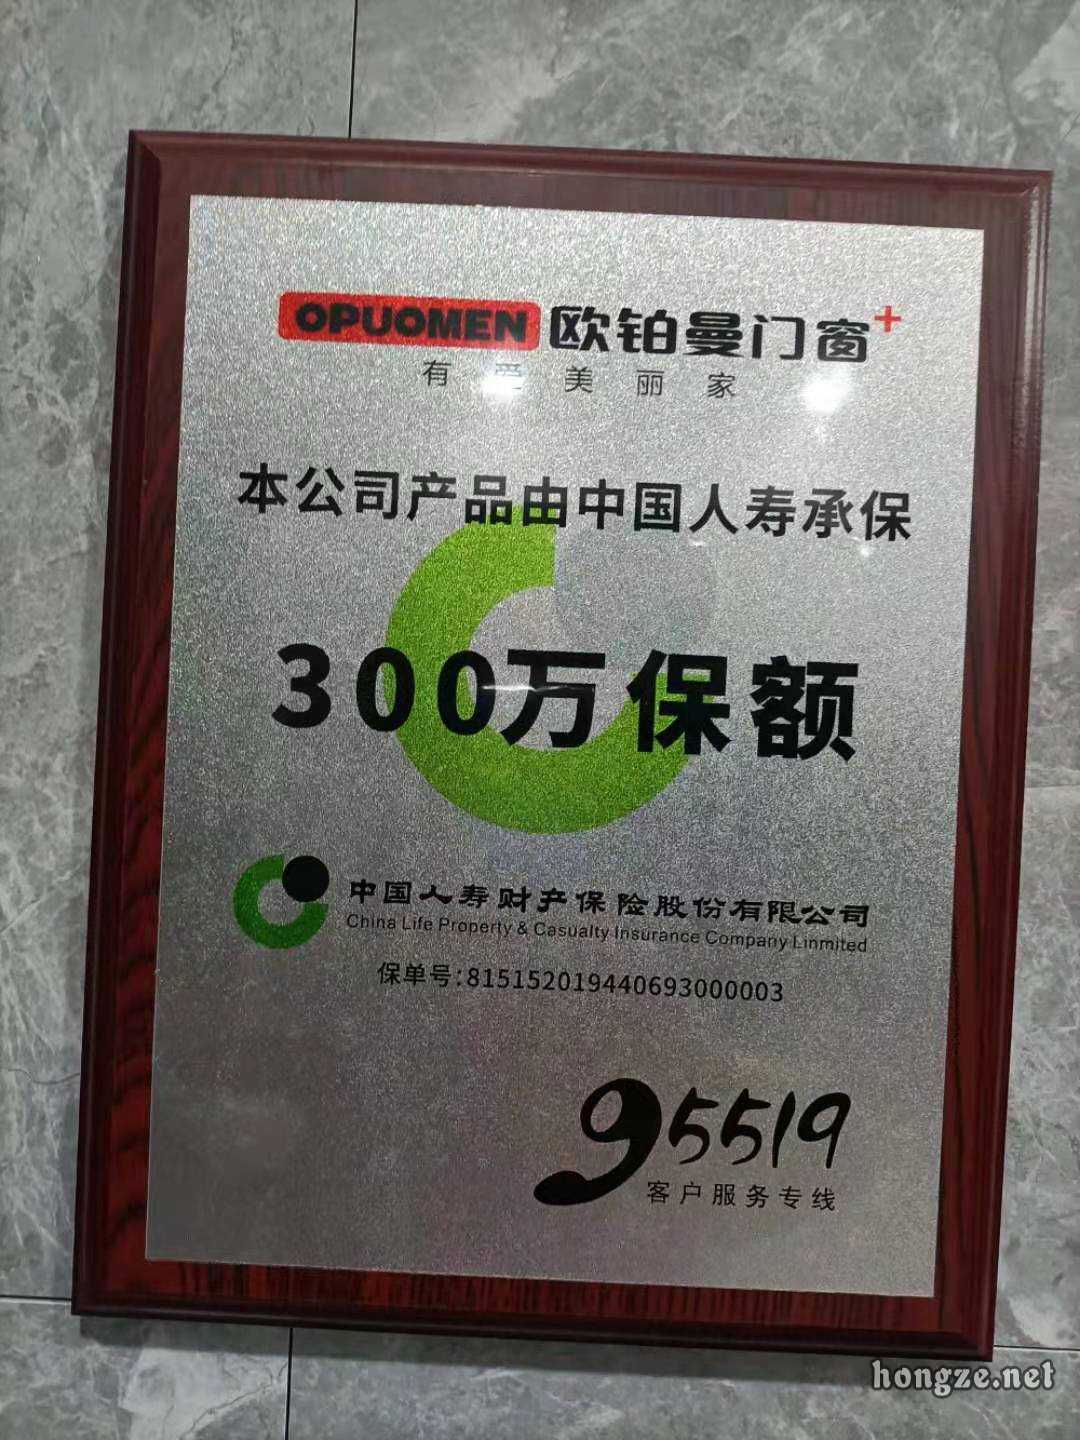 OPUOMEN 欧铂曼门窗+
有爱美丽家
本公司产品由中国人寿承保
300万保额
中国人寿财产保险股份有限公司
China Life Property & Casualty Insurance Company Linmited
保单号:815152019440693000003
95519
客户服务专线
hongze.net